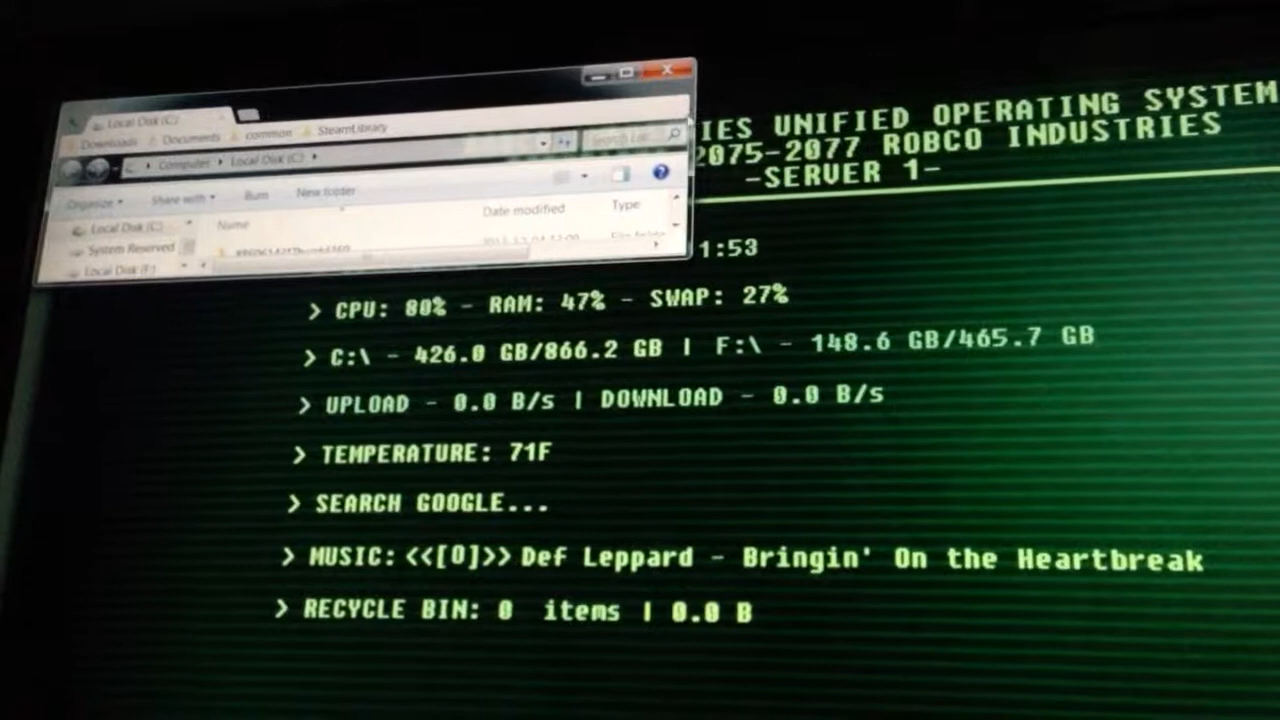 Local Disk (C:)
Downloads Documents common SteamLibrary
Computer Local Disk (C:)
Organize Share with Burn New folder
Name Date modified Type
Local Disk (C:)
System Reserved
Local Disk (F:)
IES UNIFIED OPERATING SYSTEM
2075-2077 ROBCO INDUSTRIES
-SERVER 1-
1:53
> CPU: 80% - RAM: 47% - SWAP: 27%
> C:\ - 426.0 GB/866.2 GB | F:\ - 148.6 GB/465.7 GB
> UPLOAD - 0.0 B/s | DOWNLOAD - 0.0 B/s
> TEMPERATURE: 71F
> SEARCH GOOGLE...
> MUSIC: <<[O]>> Def Leppard - Bringin' On the Heartbreak
> RECYCLE BIN: 0 items | 0.0 B